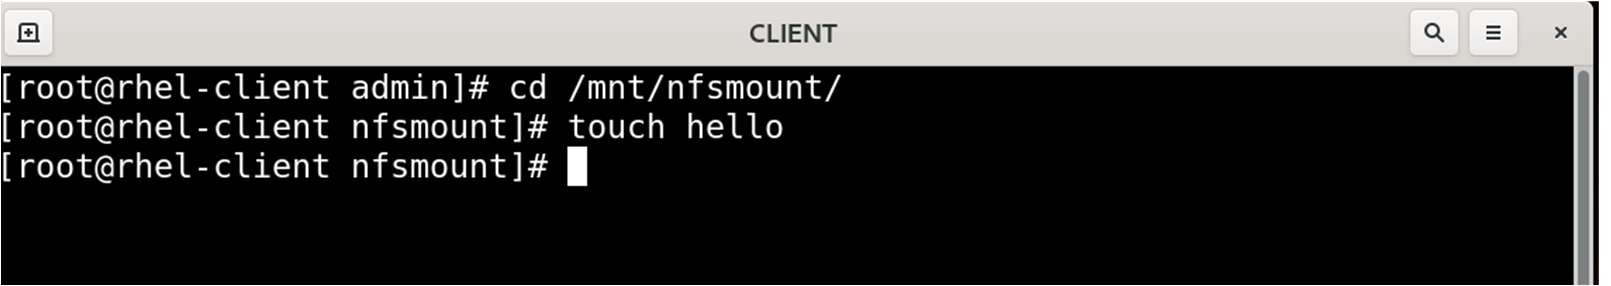 CLIENT
[root@rhel-client admin]# cd /mnt/nfsmount/
[root@rhel-client nfsmount]# touch hello
[root@rhel-client nfsmount]#